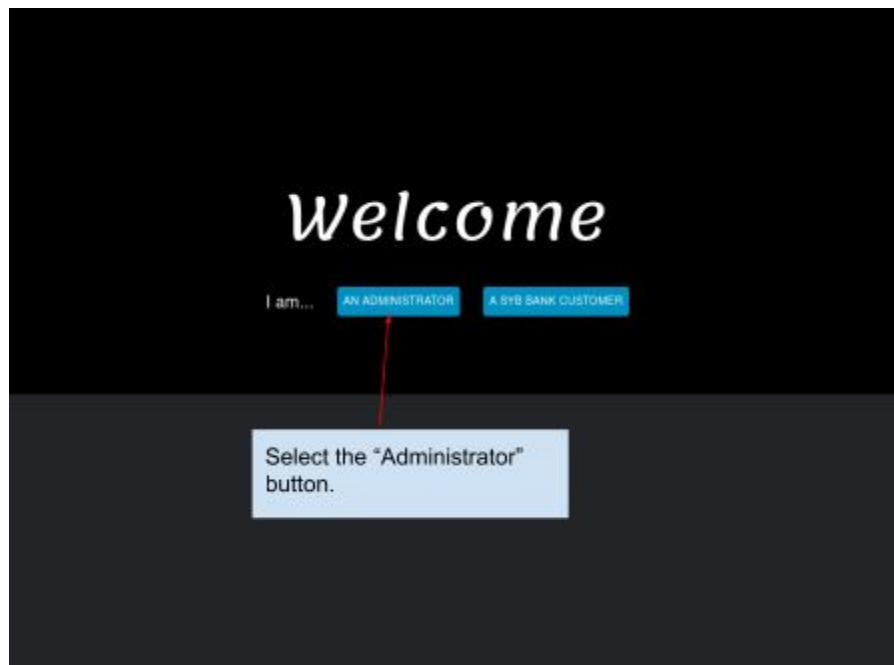 Welcome
I am... AN ADMINISTRATOR A SYB BANK CUSTOMER
Select the “Administrator”
button.